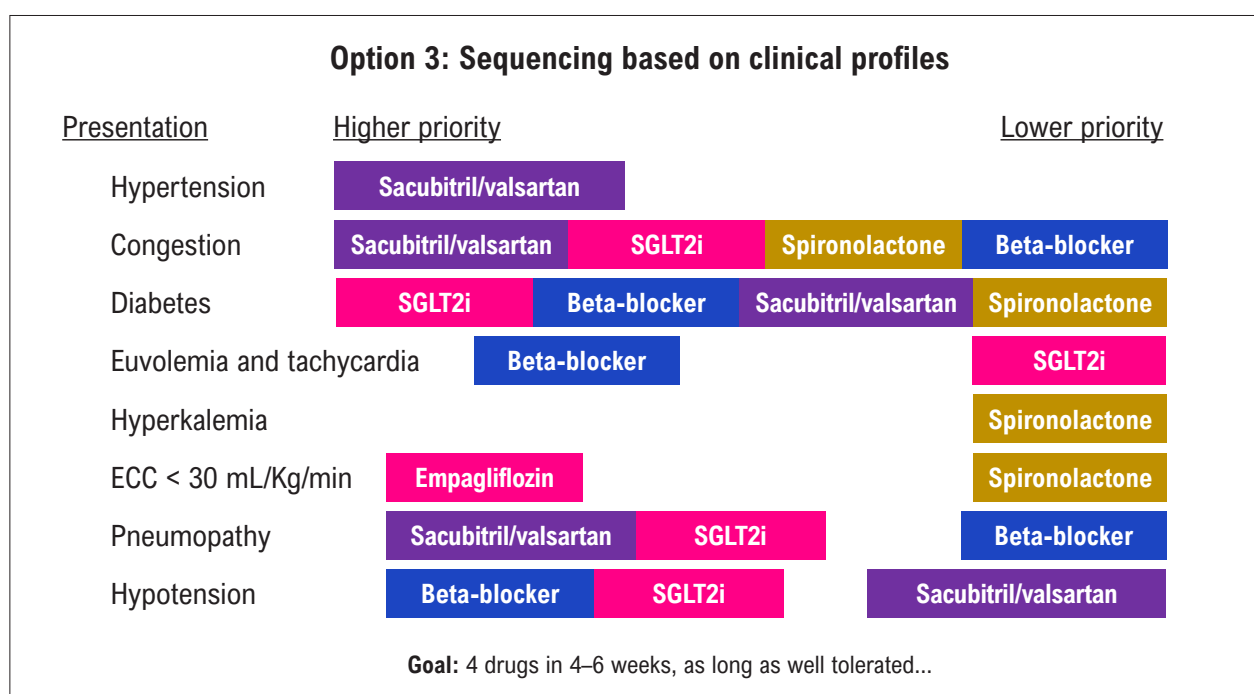 Option 3: Sequencing based on clinical profiles
Presentation Higher priority Lower priority
Hypertension Sacubitril/valsartan
Congestion Sacubitril/valsartan SGLT2i Spironolactone Beta-blocker
Diabetes SGLT2i Beta-blocker Sacubitril/valsartan Spironolactone
Euvolemia and tachycardia Beta-blocker SGLT2i
Hyperkalemia Spironolactone
ECC < 30 mL/Kg/min Empagliflozin Spironolactone
Pneumopathy Sacubitril/valsartan SGLT2i Beta-blocker
Hypotension Beta-blocker SGLT2i Sacubitril/valsartan
Goal: 4 drugs in 4–6 weeks, as long as well tolerated...